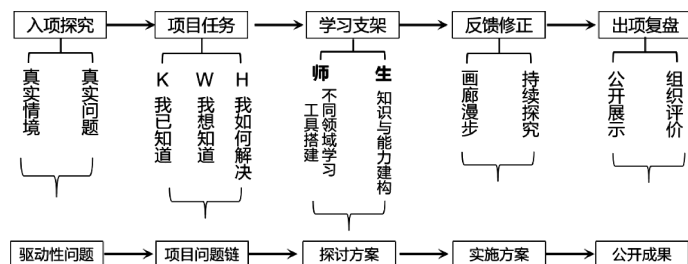 入项探究
项目任务
学习支架
反馈修正
出项复盘
真实情境
真实问题
K 我已知道
W 我想知道
H 我如何解决
师 不同领域学习
工具搭建
生 知识与能力建构
画廊漫步
持续探究
公开展示
组织评价
驱动性问题
项目问题链
探讨方案
实施方案
公开成果